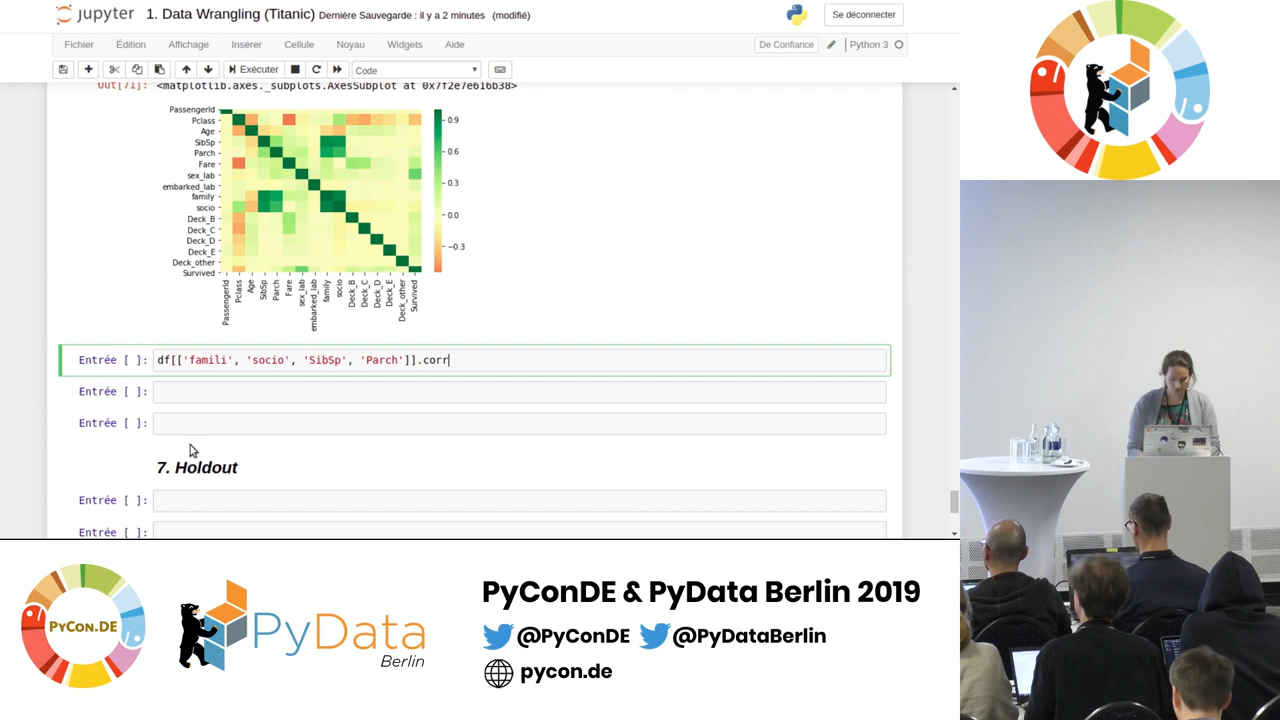 jupyter 1. Data Wrangling (Titanic) Dernière Sauvegarde : il y a 2 minutes (modifié) Se déconnecter
Fichier Édition Affichage Insérer Cellule Noyau Widgets Aide De Confiance Python 3
Exécuter Code
Out[71]: <matplotlib.axes._subplots.AxesSubplot at 0x7f2e7e616b38>
PassengerId
Pclass
Age
SibSp
Parch
Fare
sex_lab
embarked_lab
family
socio
Deck_B
Deck_C
Deck_D
Deck_E
Deck_other
Survived
0.9
0.6
0.3
0.0
−0.3
PassengerId Pclass Age SibSp Parch Fare sex_lab embarked_lab family socio Deck_B Deck_C Deck_D Deck_E Deck_other Survived
Entrée [ ]: df[['famili', 'socio', 'SibSp', 'Parch']].corr
Entrée [ ]:
Entrée [ ]:
7. Holdout
Entrée [ ]:
Entrée [ ]:
PyCon.DE
PyData
Berlin
PyConDE & PyData Berlin 2019
@PyConDE @PyDataBerlin
pycon.de